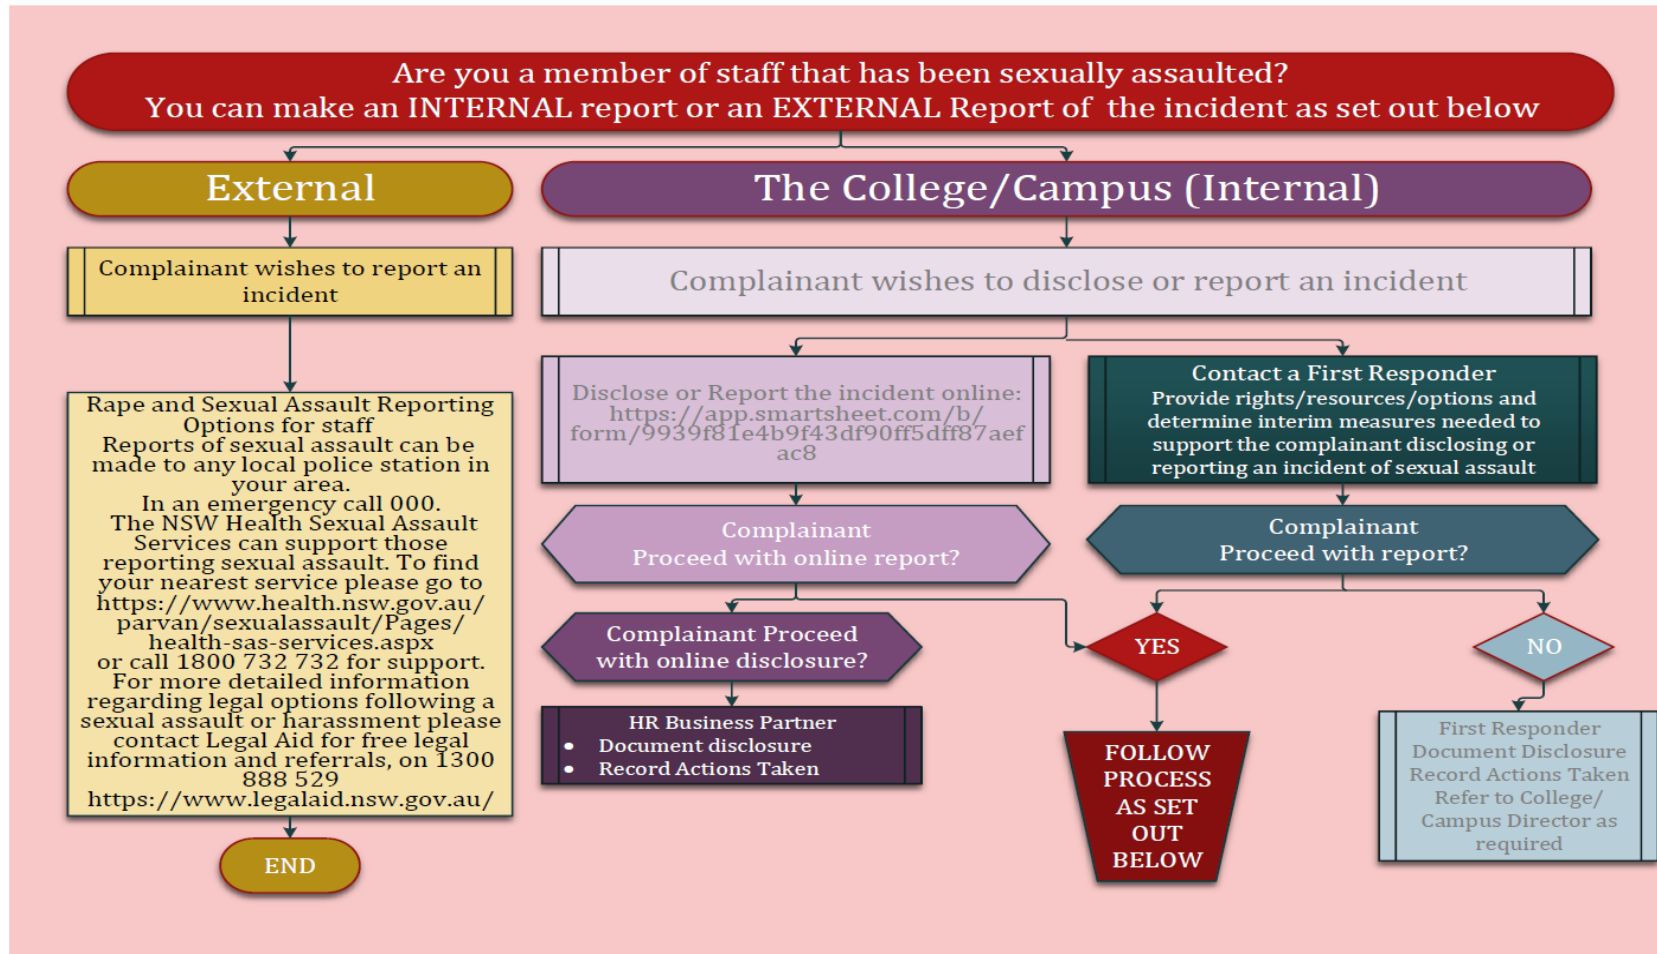 Are you a member of staff that has been sexually assaulted?
You can make an INTERNAL report or an EXTERNAL Report of the incident as set out below
External
The College/Campus (Internal)
Complainant wishes to report an
incident
Complainant wishes to disclose or report an incident
Rape and Sexual Assault Reporting
Options for staff
Reports of sexual assault can be
made to any local police station in
your area.
In an emergency call 000.
The NSW Health Sexual Assault
Services can support those
reporting sexual assault. To find
your nearest service please go to
https://www.health.nsw.gov.au/
parvan/sexualassault/Pages/
health-sas-services.aspx
or call 1800 732 732 for support.
For more detailed information
regarding legal options following a
sexual assault or harassment please
contact Legal Aid for free legal
information and referrals, on 1300
888 529
https://www.legalaid.nsw.gov.au/
END
Disclose or Report the incident online:
https://app.smartsheet.com/b/
form/9939f81e4b9f43df90ff5dff87aef
ac8
Contact a First Responder
Provide rights/resources/options and
determine interim measures needed to
support the complainant disclosing or
reporting an incident of sexual assault
Complainant
Proceed with online report?
Complainant
Proceed with report?
Complainant Proceed
with online disclosure?
YES
NO
HR Business Partner
• Document disclosure
• Record Actions Taken
FOLLOW
PROCESS
AS SET
OUT
BELOW
First Responder
Document Disclosure
Record Actions Taken
Refer to College/
Campus Director as
required